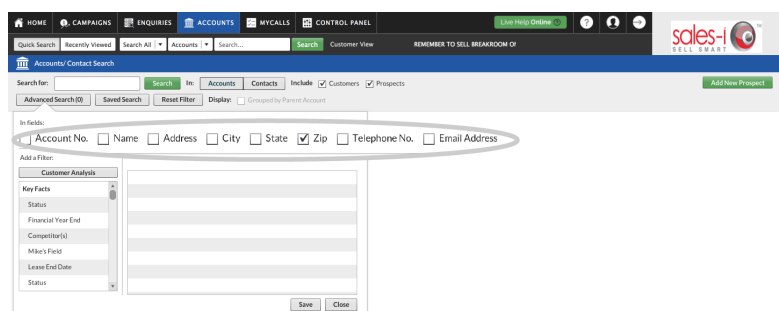 HOME CAMPAIGNS ENQUIRIES ACCOUNTS MYCALLS CONTROL PANEL Live Help Online
Quick Search Recently Viewed Search All Accounts Search... Search Customer View REMEMBER TO SELL BREAKROOM O!
sales-i
SELL SMART
TM
Accounts/ Contact Search
Search for: Search In: Accounts Contacts Include Customers Prospects Add New Prospect
Advanced Search (0) Saved Search Reset Filter Display: Grouped by Parent Account
In fields:
Account No. Name Address City State Zip Telephone No. Email Address
Add a Filter:
Customer Analysis
Key Facts
Status
Financial Year End
Competitor(s)
Mike's Field
Lease End Date
Status
Save Close